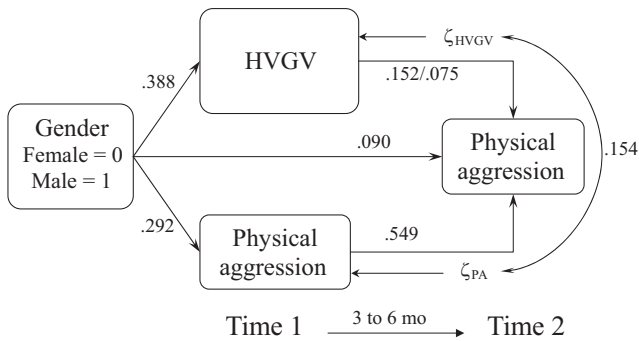 ζHVGV
HVGV
.388
.152/.075
Gender
Female = 0
Male = 1
.090
Physical
aggression
.154
.292
Physical
aggression
.549
ζPA
Time 1
3 to 6 mo
Time 2